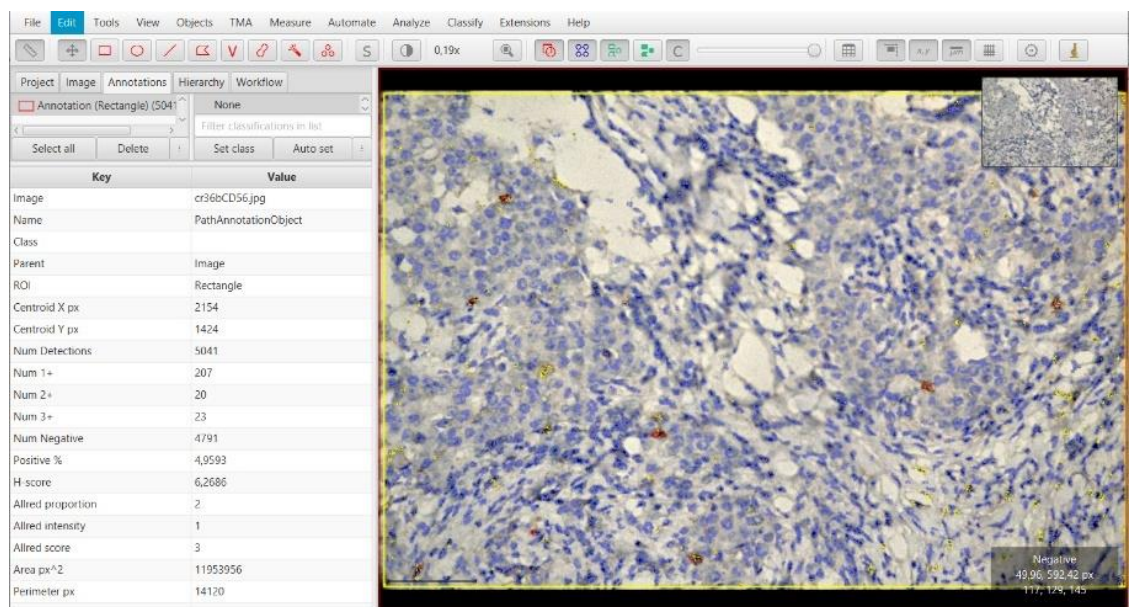 File Edit Tools View Objects TMA Measure Automate Analyze Classify Extensions Help
S 0,19x C x,y μm
Project Image Annotations Hierarchy Workflow
Annotation (Rectangle) (5041 None
Filter classifications in list
Select all Delete ⋮ Set class Auto set ⋮
Key Value
Image cr36bCD56.jpg
Name PathAnnotationObject
Class
Parent Image
ROI Rectangle
Centroid X px 2154
Centroid Y px 1424
Num Detections 5041
Num 1+ 207
Num 2+ 20
Num 3+ 23
Num Negative 4791
Positive % 4,9593
H-score 6,2686
Allred proportion 2
Allred intensity 1
Allred score 3
Area px^2 11953956
Perimeter px 14120
Negative
49,96, 592,42 px
117, 129, 145